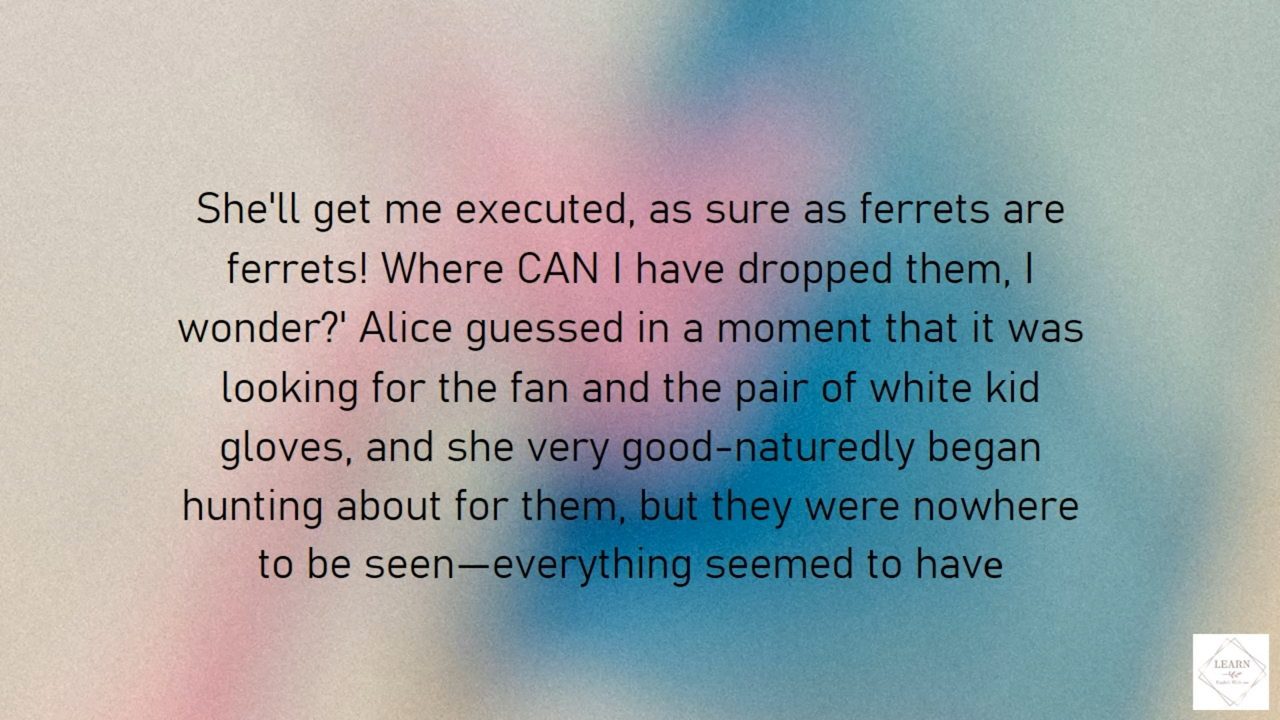 She'll get me executed, as sure as ferrets are
ferrets! Where CAN I have dropped them, I
wonder?' Alice guessed in a moment that it was
looking for the fan and the pair of white kid
gloves, and she very good-naturedly began
hunting about for them, but they were nowhere
to be seen—everything seemed to have
LEARN